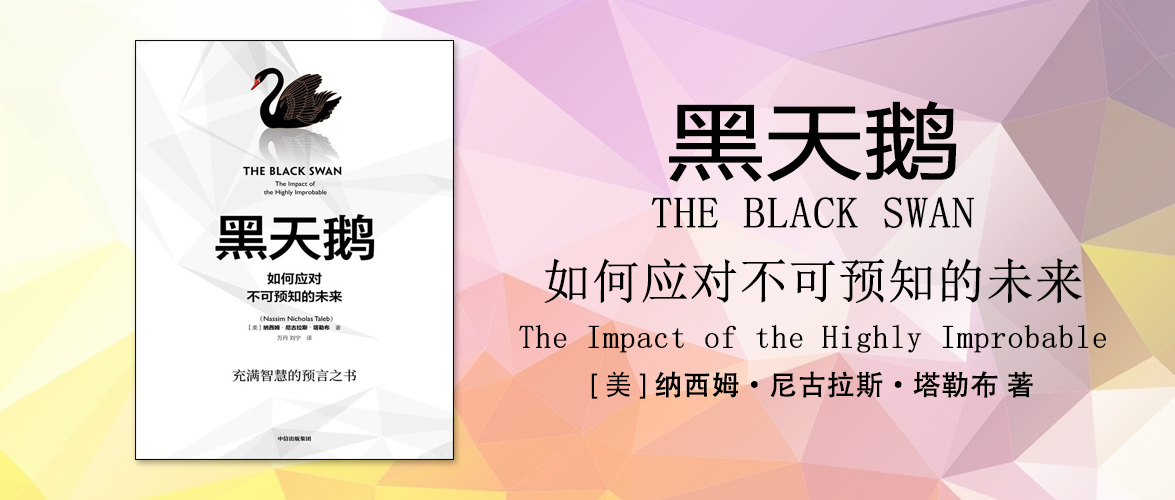 THE BLACK SWAN
The Impact of
the Highly Improbable
黑天鹅
如何应对
不可预知的未来
(Nassim Nicholas Taleb)
[美] 纳西姆·尼古拉斯·塔勒布 著
万丹 刘宁 译
充满智慧的预言之书
中信出版集团
黑天鹅
THE BLACK SWAN
如何应对不可预知的未来
The Impact of the Highly Improbable
[美]纳西姆·尼古拉斯·塔勒布 著